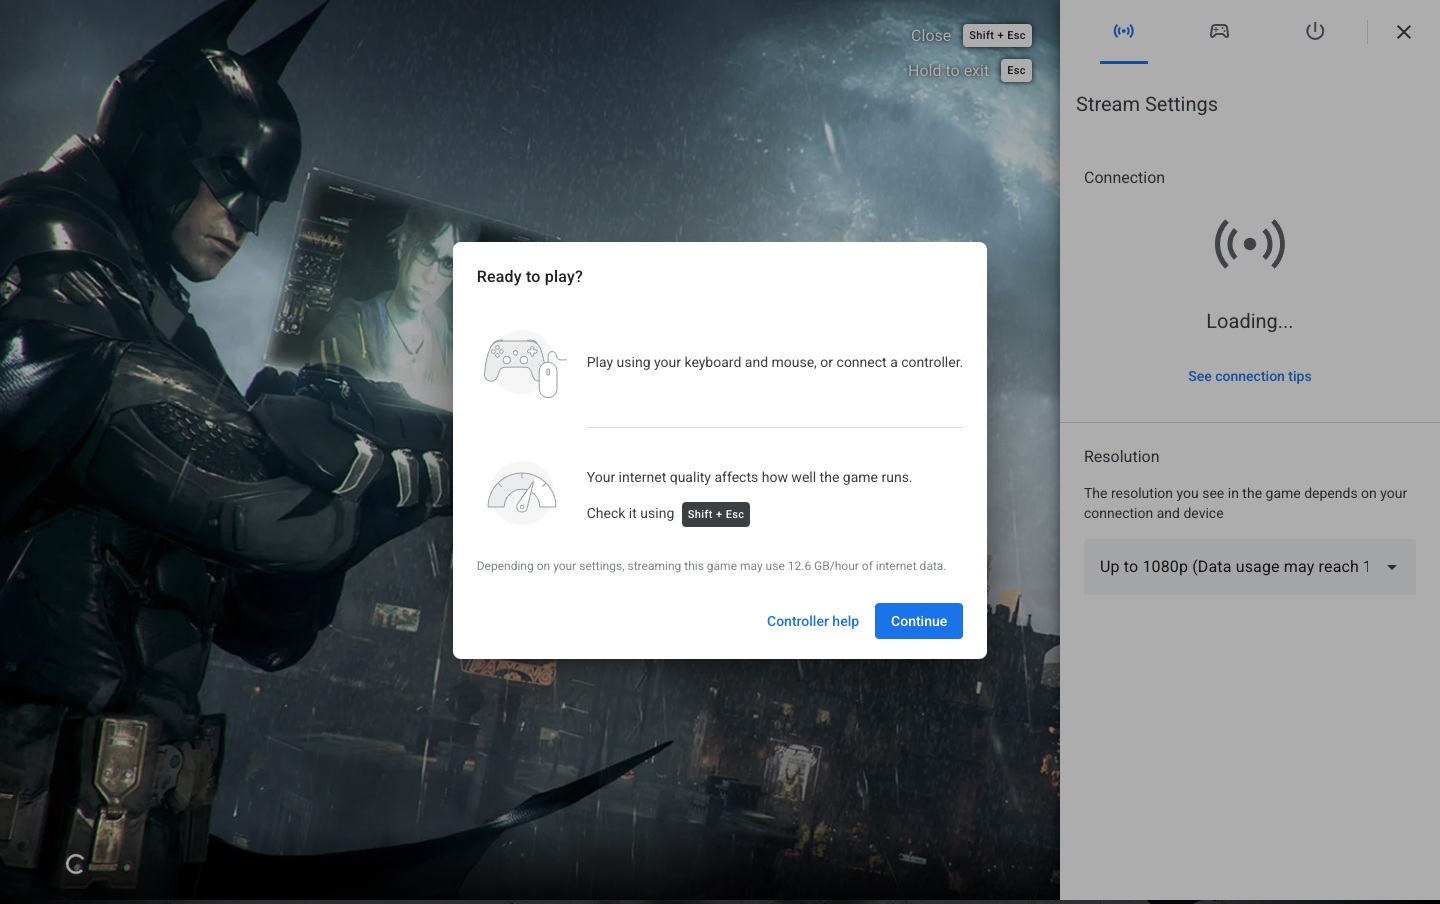 Close Shift + Esc
Hold to exit Esc
Stream Settings
Connection
Loading...
See connection tips
Resolution
The resolution you see in the game depends on your
connection and device
Up to 1080p (Data usage may reach 1
Ready to play?
Play using your keyboard and mouse, or connect a controller.
Your internet quality affects how well the game runs.
Check it using Shift + Esc
Depending on your settings, streaming this game may use 12.6 GB/hour of internet data.
Controller help Continue